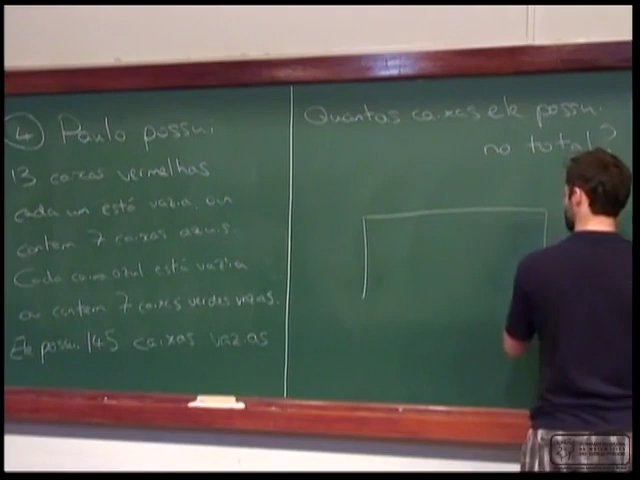 4 Paulo possui
13 caixas vermelhas
cada um está vazia ou
contem 7 caixas azuis.
Cada caixa azul está vazia
ou contem 7 caixas verdes vazias.
Ele possui 145 caixas vazias
Quantas caixas ele possui
no total?